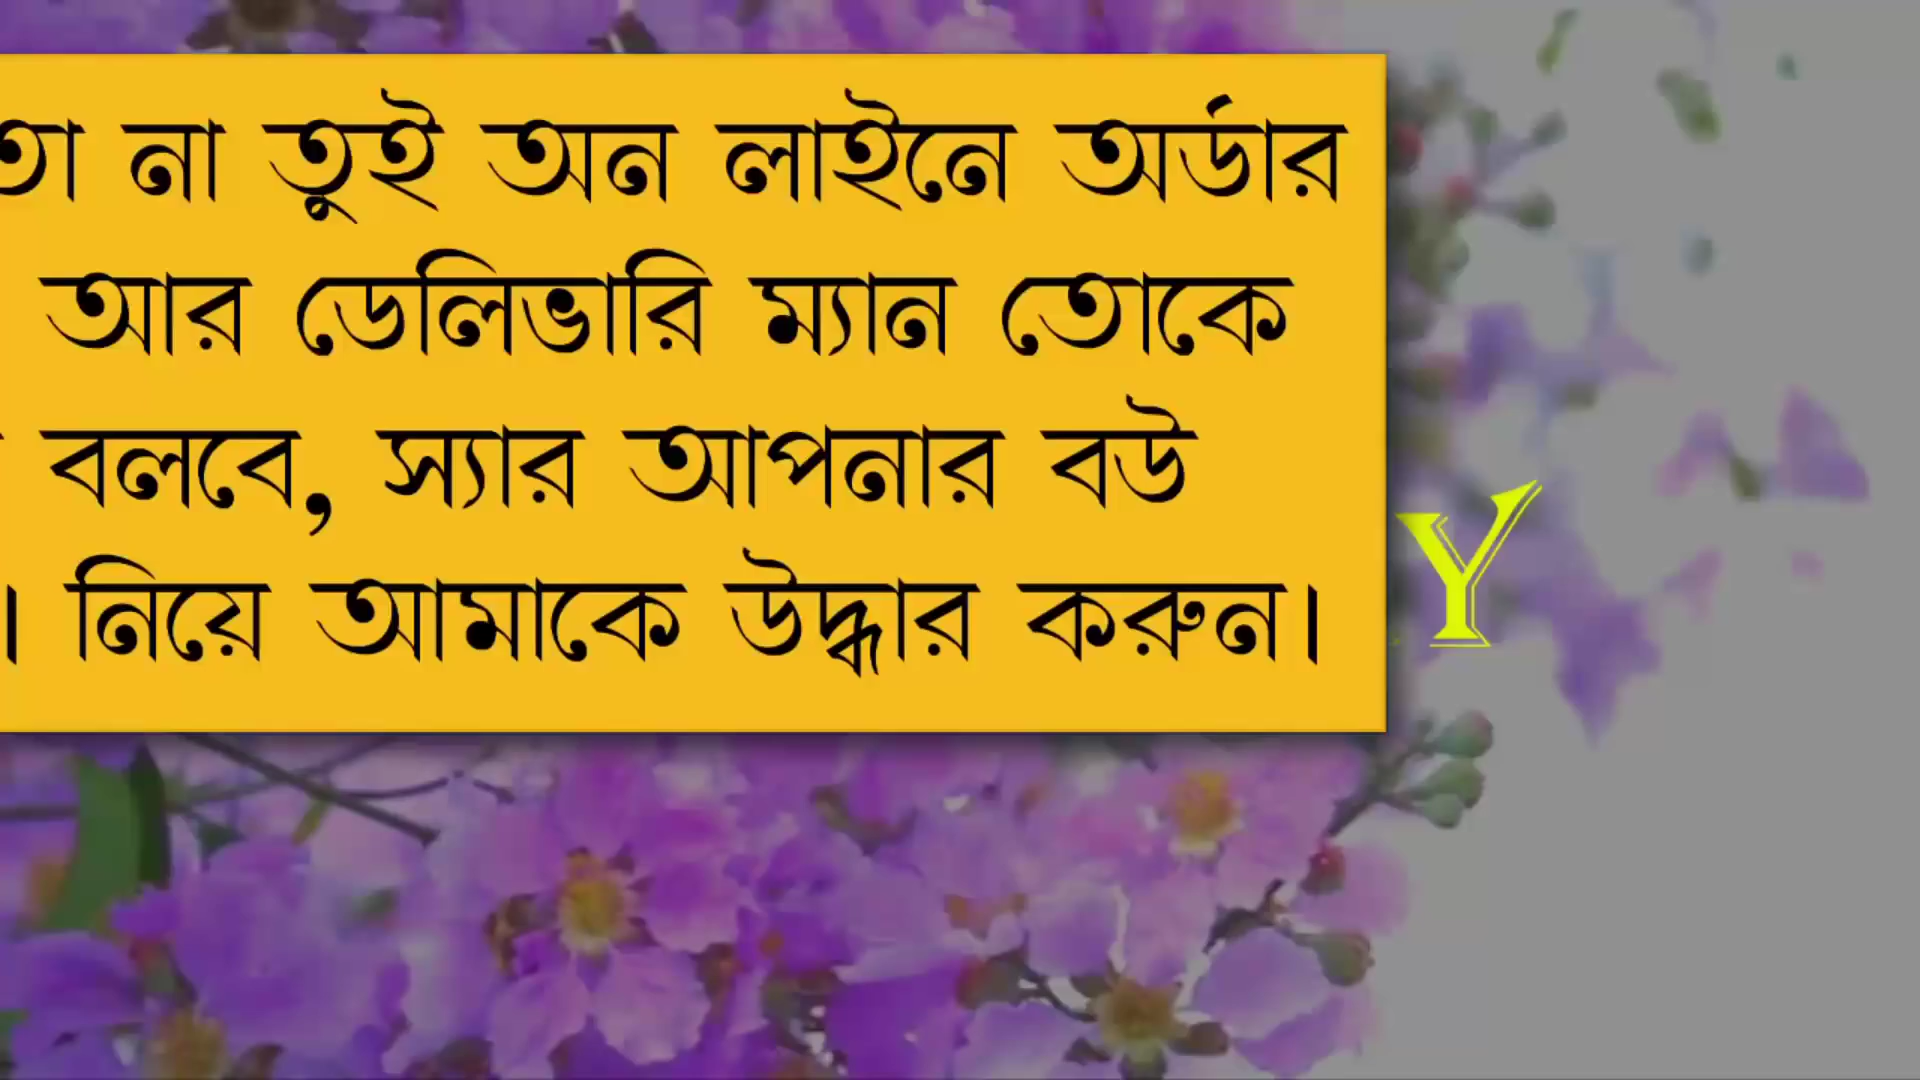 না তুই অন লাইনে অর্ডার
আর ডেলিভারি ম্যান তোকে
বলবে, স্যার আপনার বউ
। নিয়ে আমাকে উদ্ধার করুন।
Y